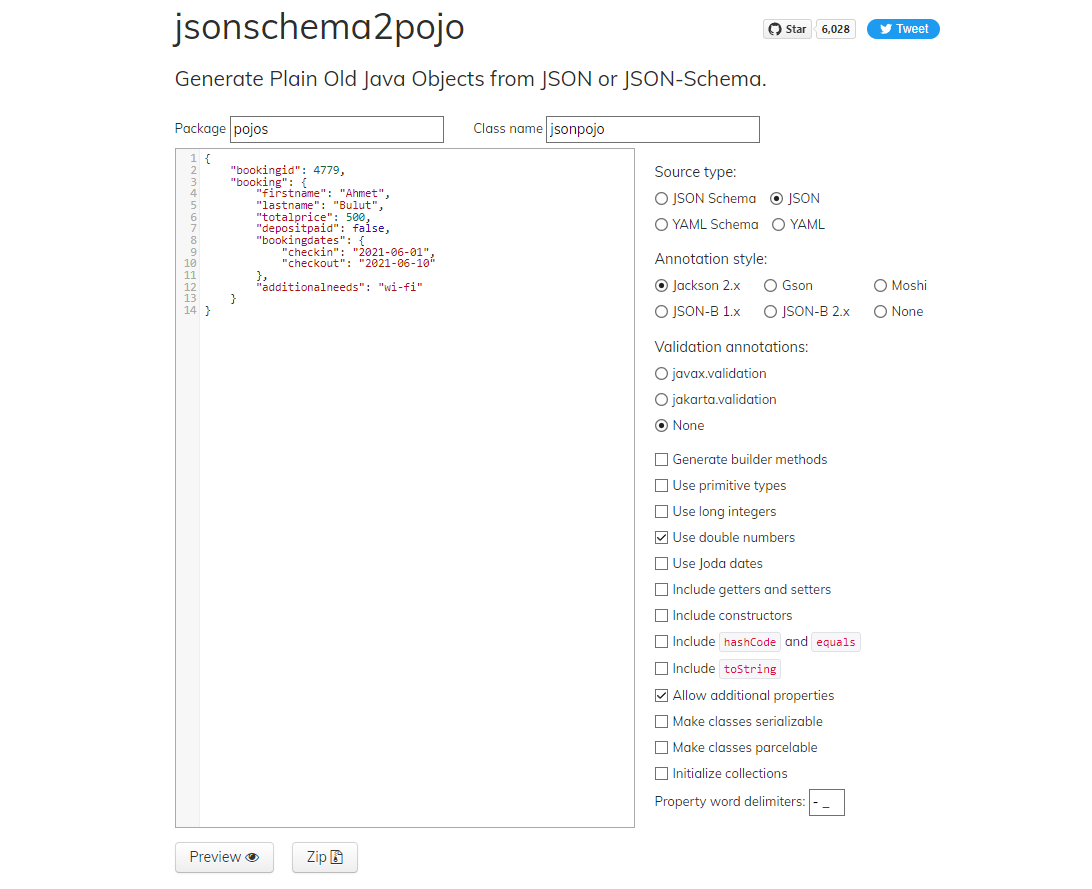 jsonschema2pojo
Star 6,028 Tweet
Generate Plain Old Java Objects from JSON or JSON-Schema.
Package pojos Class name jsonpojo
1 {
2 "bookingid": 4779,
3 "booking": {
4 "firstname": "Ahmet",
5 "lastname": "Bulut",
6 "totalprice": 500,
7 "depositpaid": false,
8 "bookingdates": {
9 "checkin": "2021-06-01",
10 "checkout": "2021-06-10"
11 },
12 "additionalneeds": "wi-fi"
13 }
14 }
Source type:
JSON Schema JSON
YAML Schema YAML
Annotation style:
Jackson 2.x Gson Moshi
JSON-B 1.x JSON-B 2.x None
Validation annotations:
javax.validation
jakarta.validation
None
Generate builder methods
Use primitive types
Use long integers
Use double numbers
Use Joda dates
Include getters and setters
Include constructors
Include hashCode and equals
Include toString
Allow additional properties
Make classes serializable
Make classes parcelable
Initialize collections
Property word delimiters: - _
Preview Zip